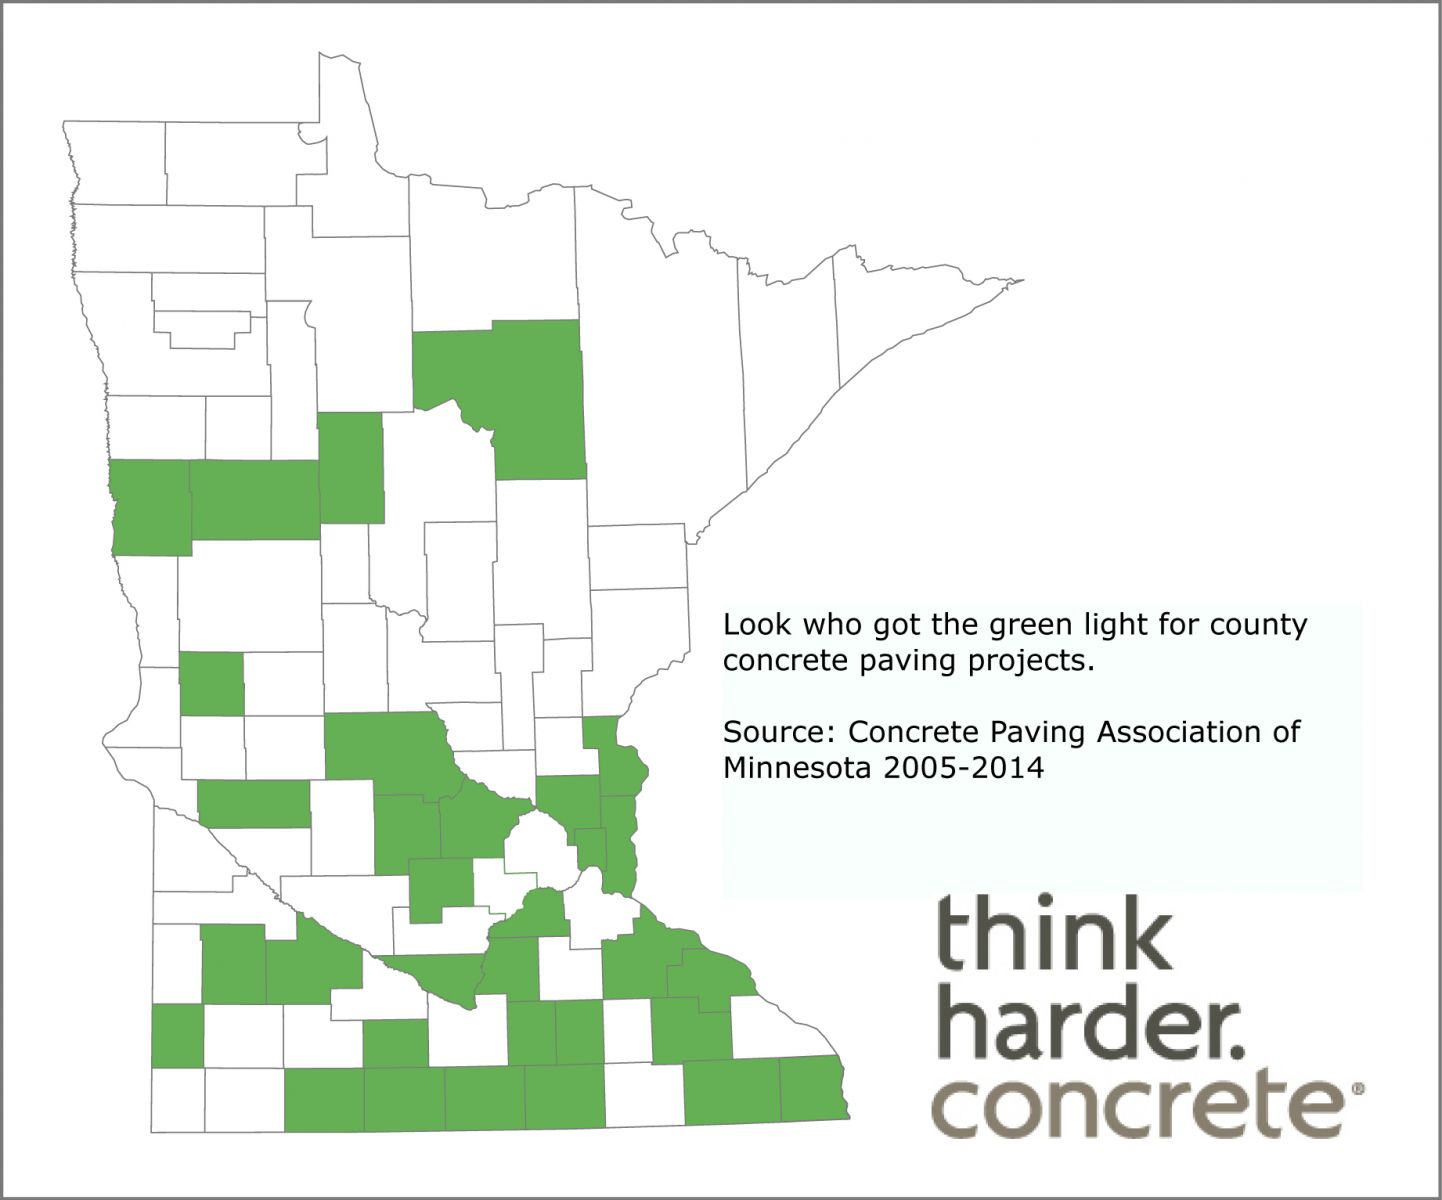 Look who got the green light for county
concrete paving projects.
Source: Concrete Paving Association of
Minnesota 2005-2014
think
harder.
concrete®